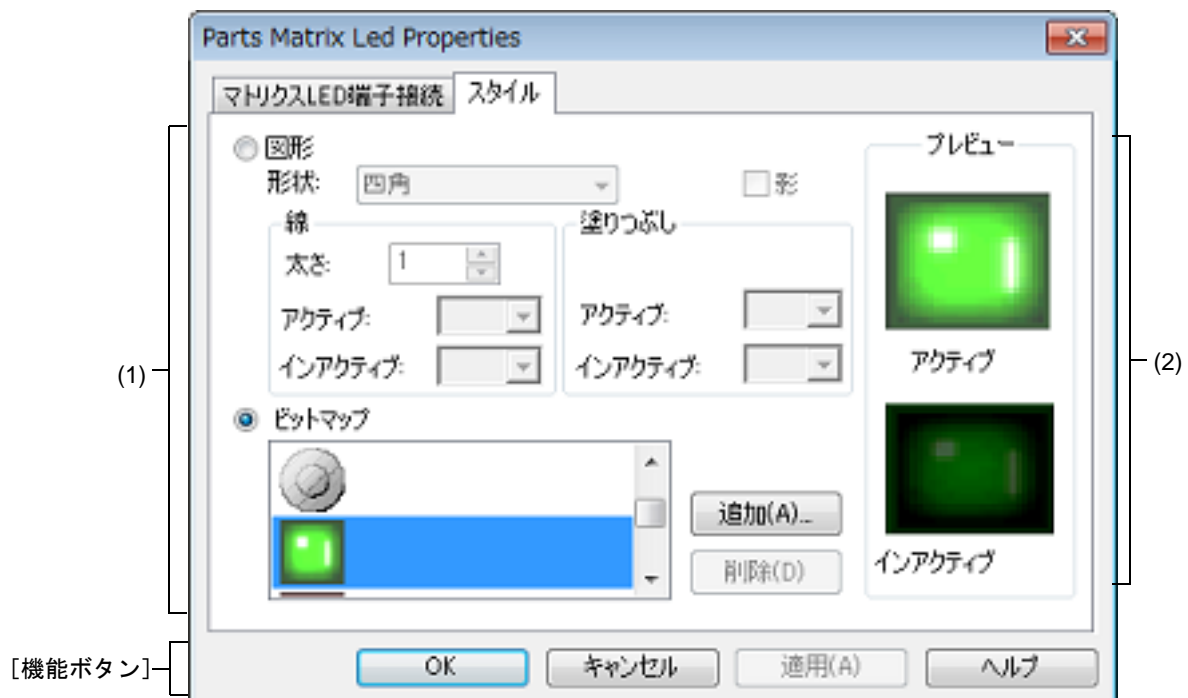 Parts Matrix Led Properties
マトリクスLED端子接続 スタイル
図形
形状: 四角 影
線
太さ: 1
アクティブ:
インアクティブ:
塗りつぶし
アクティブ:
インアクティブ:
ビットマップ
追加(A)...
削除(D)
プレビュー
アクティブ
インアクティブ
(1)
(2)
[機能ボタン]
OK キャンセル 適用(A) ヘルプ